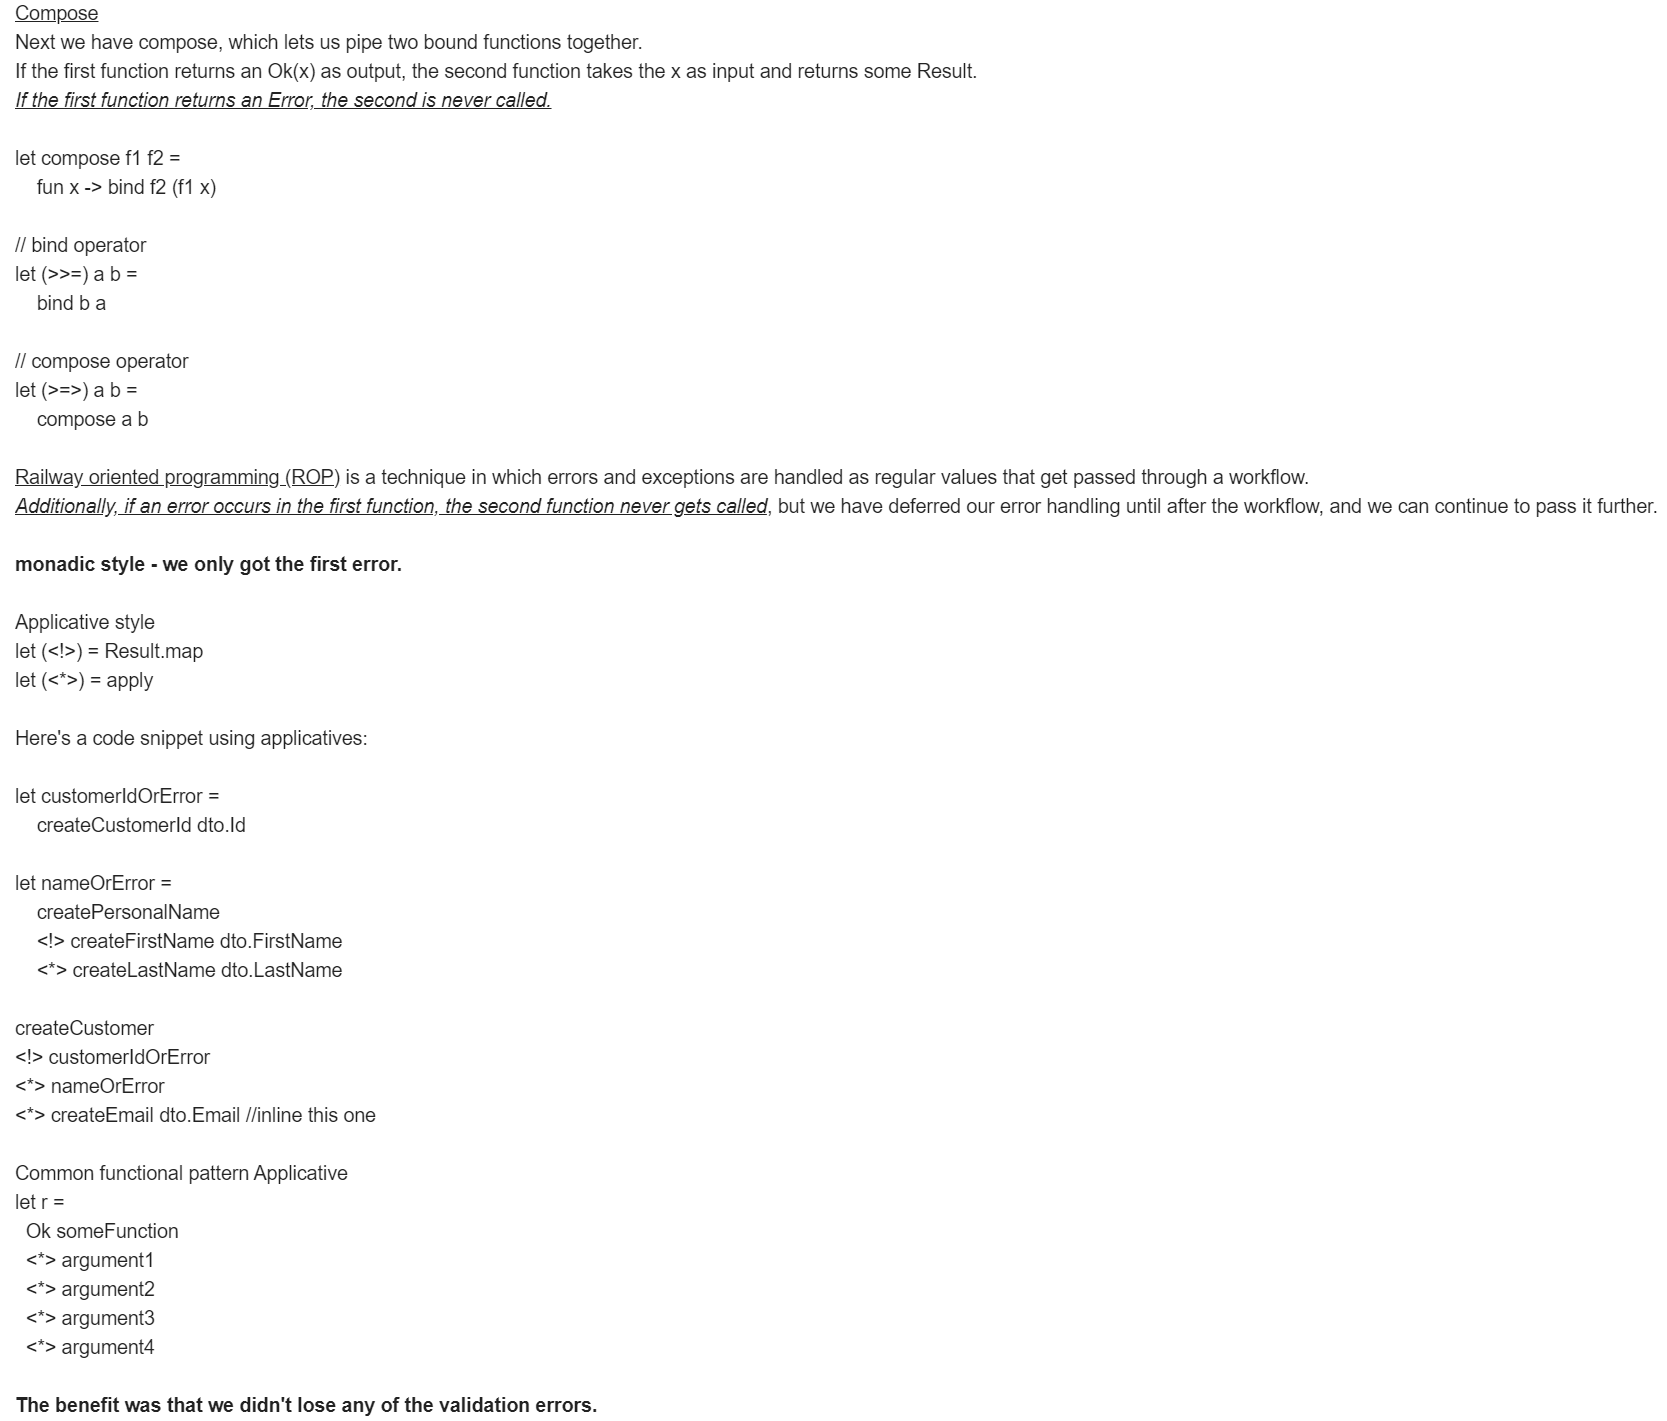 Compose
Next we have compose, which lets us pipe two bound functions together.
If the first function returns an Ok(x) as output, the second function takes the x as input and returns some Result.
If the first function returns an Error, the second is never called.
let compose f1 f2 =
fun x -> bind f2 (f1 x)
// bind operator
let (>>=) a b =
bind b a
// compose operator
let (>=>) a b =
compose a b
Railway oriented programming (ROP) is a technique in which errors and exceptions are handled as regular values that get passed through a workflow.
Additionally, if an error occurs in the first function, the second function never gets called, but we have deferred our error handling until after the workflow, and we can continue to pass it further.
monadic style - we only got the first error.
Applicative style
let (<!>) = Result.map
let (<*>) = apply
Here's a code snippet using applicatives:
let customerIdOrError =
createCustomerId dto.Id
let nameOrError =
createPersonalName
<!> createFirstName dto.FirstName
<*> createLastName dto.LastName
createCustomer
<!> customerIdOrError
<*> nameOrError
<*> createEmail dto.Email //inline this one
Common functional pattern Applicative
let r =
Ok someFunction
<*> argument1
<*> argument2
<*> argument3
<*> argument4
The benefit was that we didn't lose any of the validation errors.